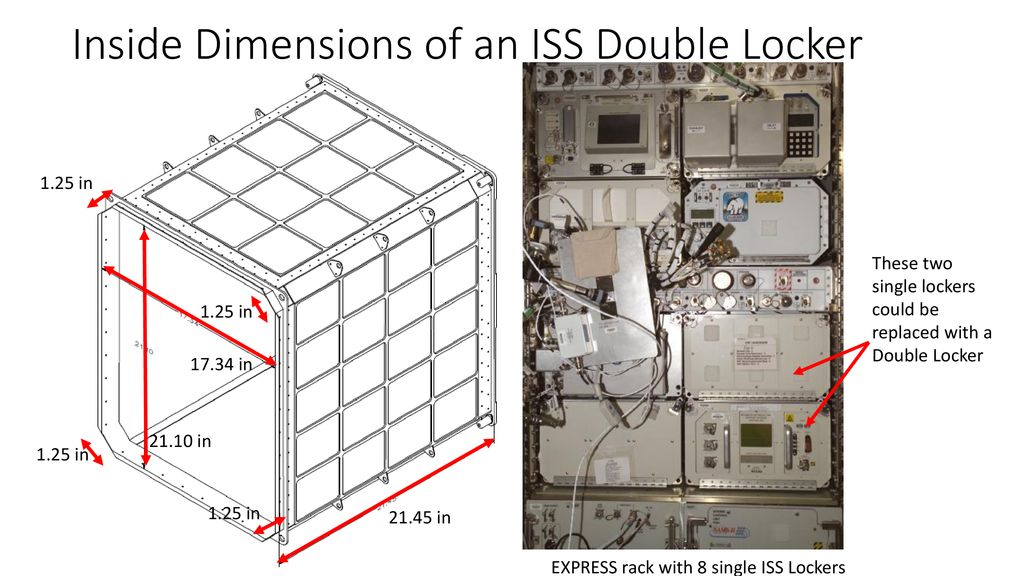 Inside Dimensions of an ISS Double Locker
1.25 in
1.25 in
17.34 in
21.10 in
1.25 in
1.25 in
21.45 in
These two
single lockers
could be
replaced with a
Double Locker
EXPRESS rack with 8 single ISS Lockers